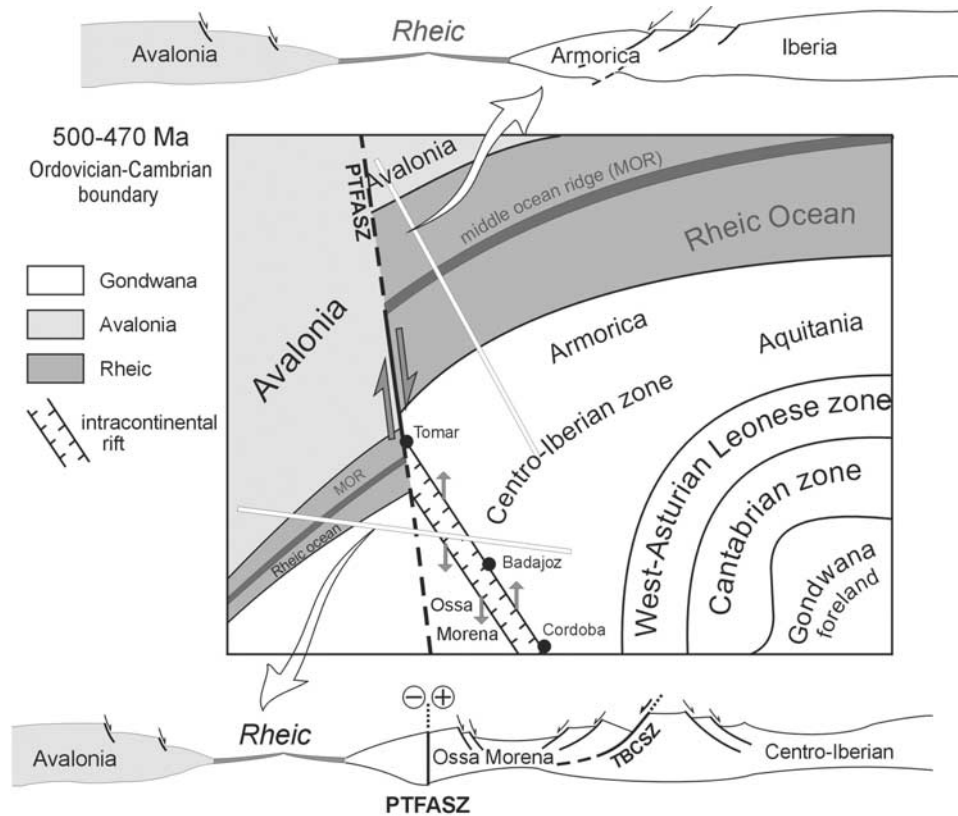 Rheic
Avalonia
Armorica
Iberia
500-470 Ma
Ordovician-Cambrian
boundary
Gondwana
Avalonia
Rheic
intracontinental
rift
PTFASZ
Avalonia
middle ocean ridge (MOR)
Rheic Ocean
Avalonia
Armorica
Aquitania
Centro-Iberian zone
West-Asturian Leonese zone
Cantabrian zone
Gondwana
foreland
Tomar
MOR
Rheic ocean
Badajoz
Ossa
Morena
Cordoba
Rheic
− +
Avalonia
Ossa Morena
TBCSZ
Centro-Iberian
PTFASZ